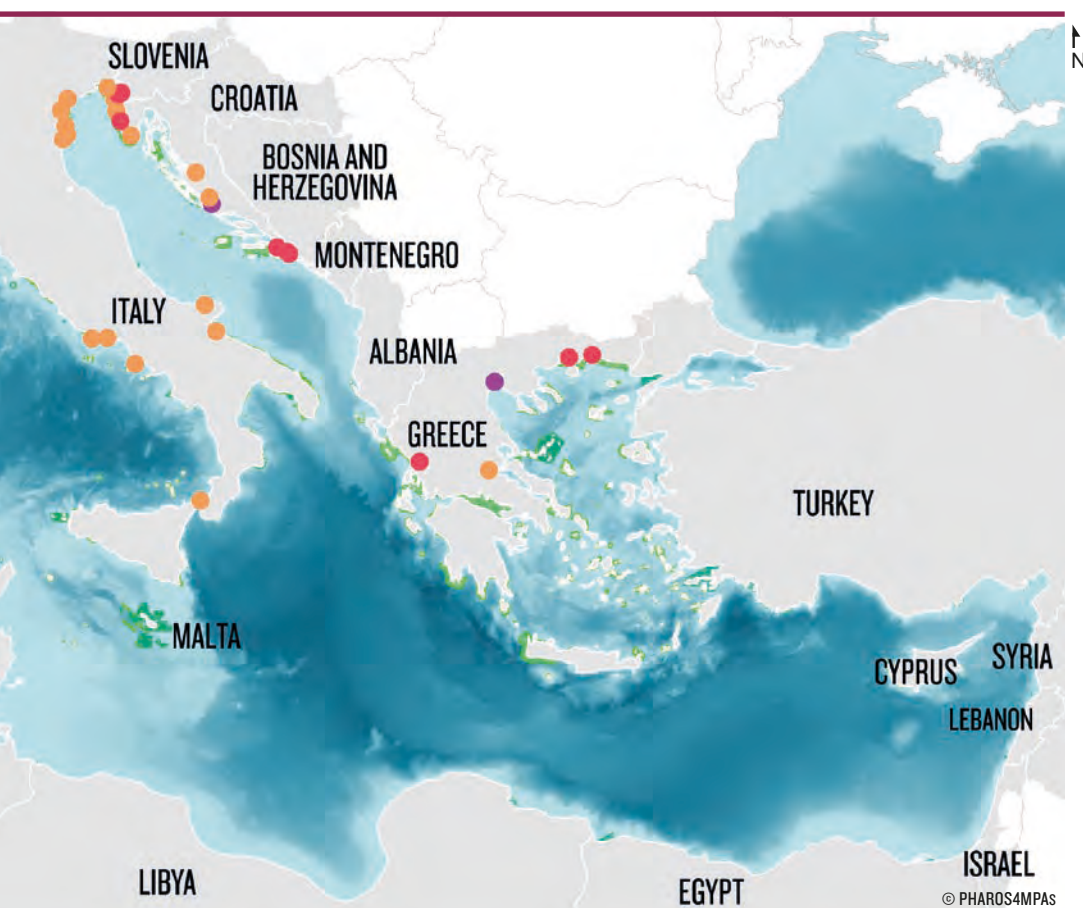 N
SLOVENIA
CROATIA
BOSNIA AND
HERZEGOVINA
MONTENEGRO
ITALY
ALBANIA
GREECE
TURKEY
MALTA
CYPRUS
SYRIA
LEBANON
ISRAEL
LIBYA
EGYPT
© PHAROS4MPAs